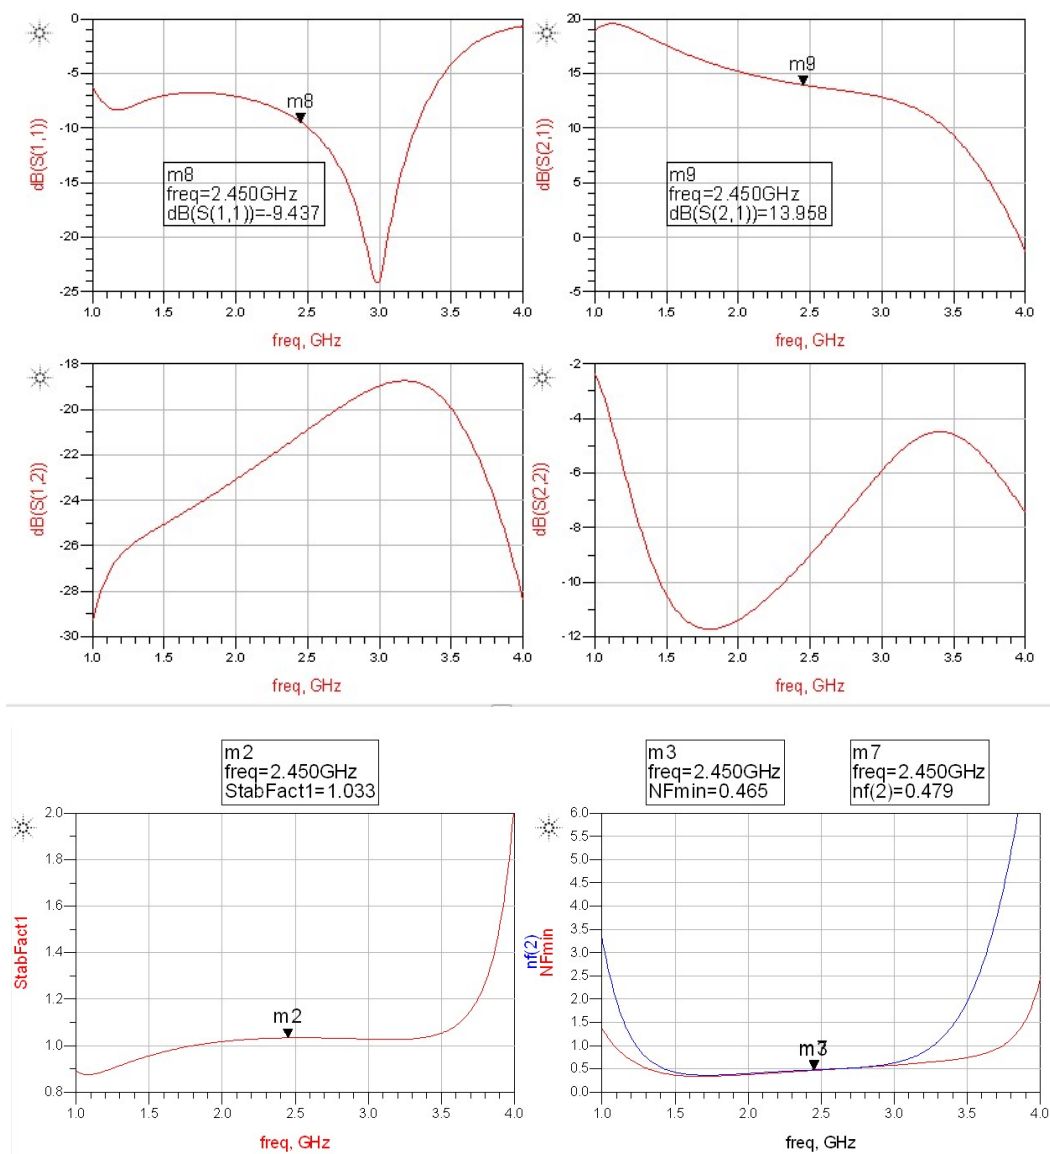 dB(S(1,1))
0
-5
-10
-15
-20
-25
m8
m8
freq=2.450GHz
dB(S(1,1))=-9.437
1.0 1.5 2.0 2.5 3.0 3.5 4.0
freq, GHz
dB(S(2,1))
20
15
10
5
0
-5
m9
m9
freq=2.450GHz
dB(S(2,1))=13.958
1.0 1.5 2.0 2.5 3.0 3.5 4.0
freq, GHz
dB(S(1,2))
-18
-20
-22
-24
-26
-28
-30
1.0 1.5 2.0 2.5 3.0 3.5 4.0
freq, GHz
dB(S(2,2))
-2
-4
-6
-8
-10
-12
1.0 1.5 2.0 2.5 3.0 3.5 4.0
freq, GHz
m2
freq=2.450GHz
StabFact1=1.033
StabFact1
2.0
1.8
1.6
1.4
1.2
1.0
0.8
m2
1.0 1.5 2.0 2.5 3.0 3.5 4.0
freq, GHz
m3
freq=2.450GHz
NFmin=0.465
m7
freq=2.450GHz
nf(2)=0.479
nf(2)
NFmin
6.0
5.5
5.0
4.5
4.0
3.5
3.0
2.5
2.0
1.5
1.0
0.5
0.0
1.0 1.5 2.0 2.5 3.0 3.5 4.0
freq, GHz